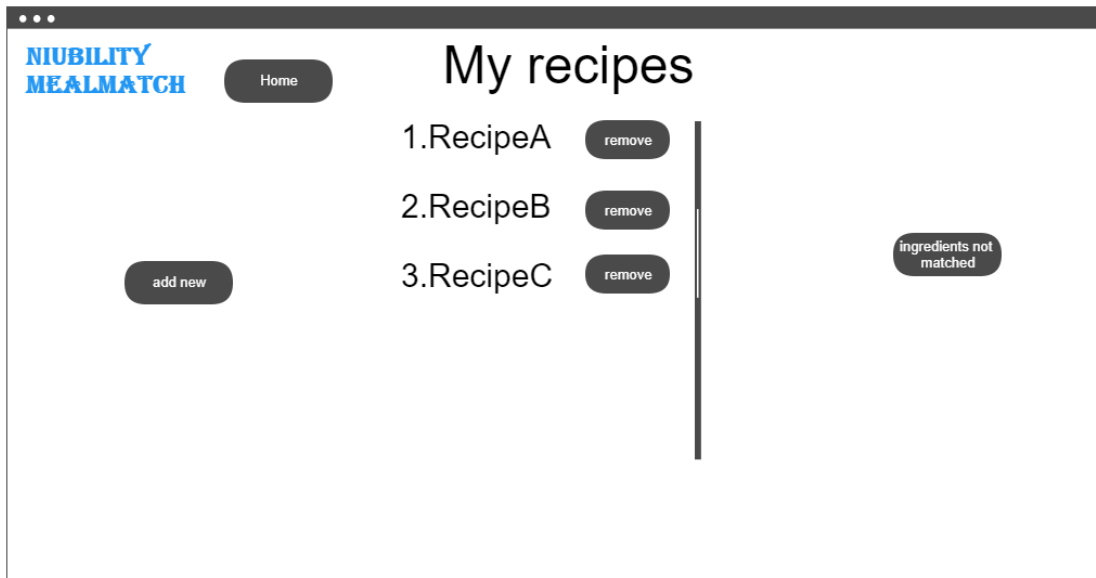 NIUBILITY
MEALMATCH
Home
My recipes
1.RecipeA
remove
2.RecipeB
remove
3.RecipeC
remove
add new
ingredients not
matched